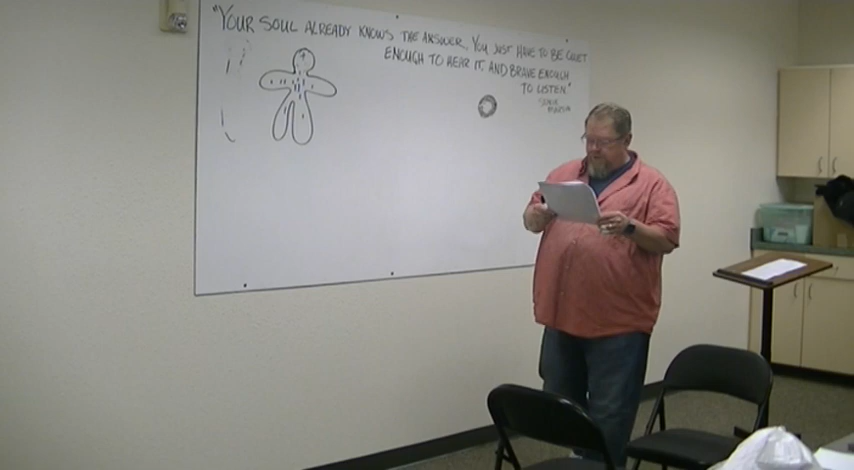 "YOUR SOUL ALREADY KNOWS THE ANSWER. YOU JUST HAVE TO BE QUIET
ENOUGH TO HEAR IT. AND BRAVE ENOUGH
TO LISTEN."